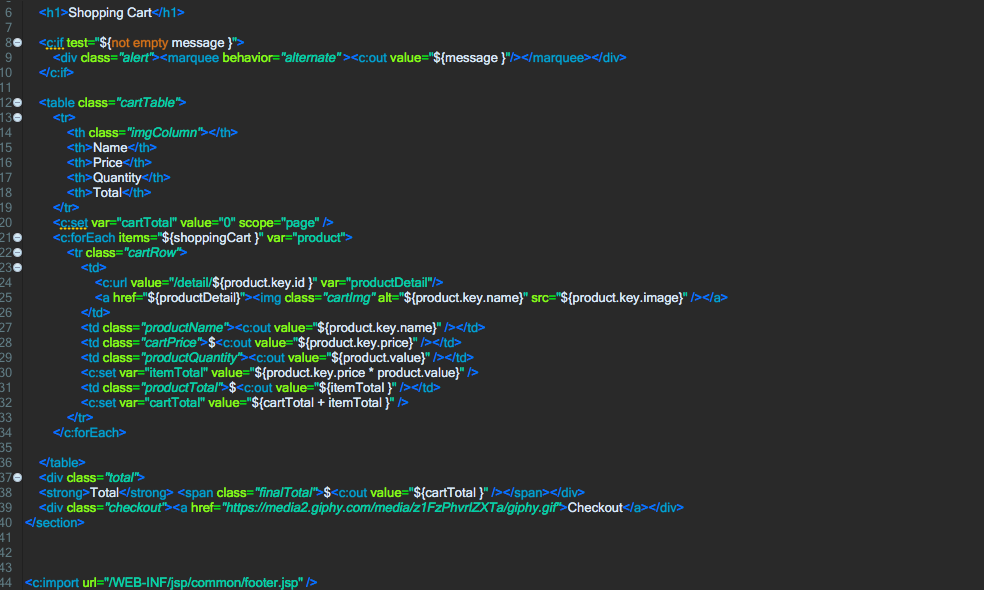 6 <h1>Shopping Cart</h1>
7
8 <c:if test="${not empty message }">
9 <div class="alert"><marquee behavior="alternate" ><c:out value="${message }"/></marquee></div>
10 </c:if>
11
12 <table class="cartTable">
13 <tr>
14 <th class="imgColumn"></th>
15 <th>Name</th>
16 <th>Price</th>
17 <th>Quantity</th>
18 <th>Total</th>
19 </tr>
20 <c:set var="cartTotal" value="0" scope="page" />
21 <c:forEach items="${shoppingCart }" var="product">
22 <tr class="cartRow">
23 <td>
24 <c:url value="/detail/${product.key.id }" var="productDetail"/>
25 <a href="${productDetail}"><img class="cartImg" alt="${product.key.name}" src="${product.key.image}" /></a>
26 </td>
27 <td class="productName"><c:out value="${product.key.name}" /></td>
28 <td class="cartPrice">$<c:out value="${product.key.price}" /></td>
29 <td class="productQuantity"><c:out value="${product.value}" /></td>
30 <c:set var="itemTotal" value="${product.key.price * product.value}" />
31 <td class="productTotal">$<c:out value="${itemTotal }" /></td>
32 <c:set var="cartTotal" value="${cartTotal + itemTotal }" />
33 </tr>
34 </c:forEach>
35
36 </table>
37 <div class="total">
38 <strong>Total</strong> <span class="finalTotal">$<c:out value="${cartTotal }" /></span></div>
39 <div class="checkout"><a href="https://media2.giphy.com/media/z1FzPhvrlZXTa/giphy.gif">Checkout</a></div>
40 </section>
41
42
43
44 <c:import url="/WEB-INF/jsp/common/footer.jsp" />